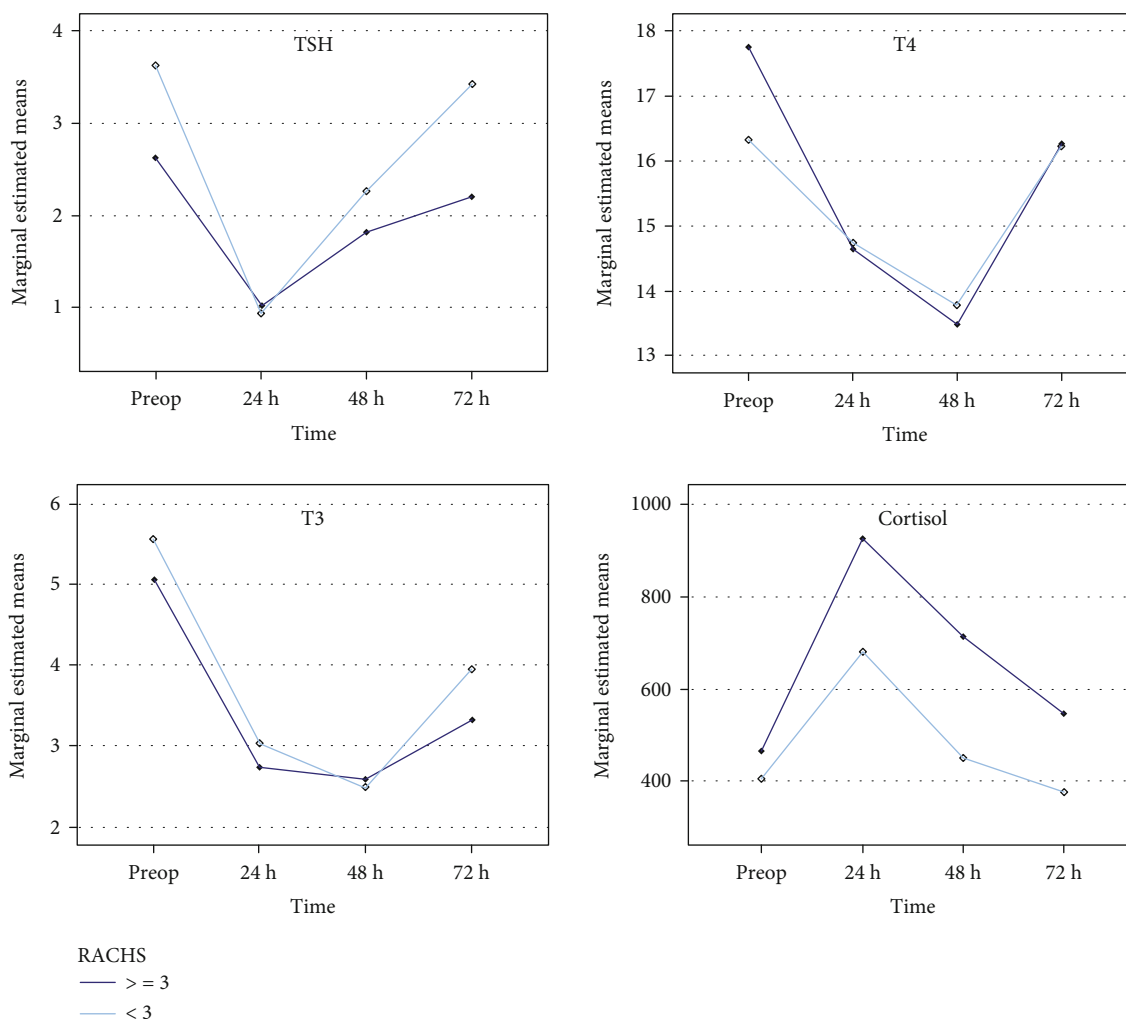 TSH
Marginal estimated means
4
3
2
1
Preop 24 h 48 h 72 h
Time
T4
Marginal estimated means
18
17
16
15
14
13
Preop 24 h 48 h 72 h
Time
T3
Marginal estimated means
6
5
4
3
2
Preop 24 h 48 h 72 h
Time
Cortisol
Marginal estimated means
1000
800
600
400
Preop 24 h 48 h 72 h
Time
RACHS
> = 3
< 3